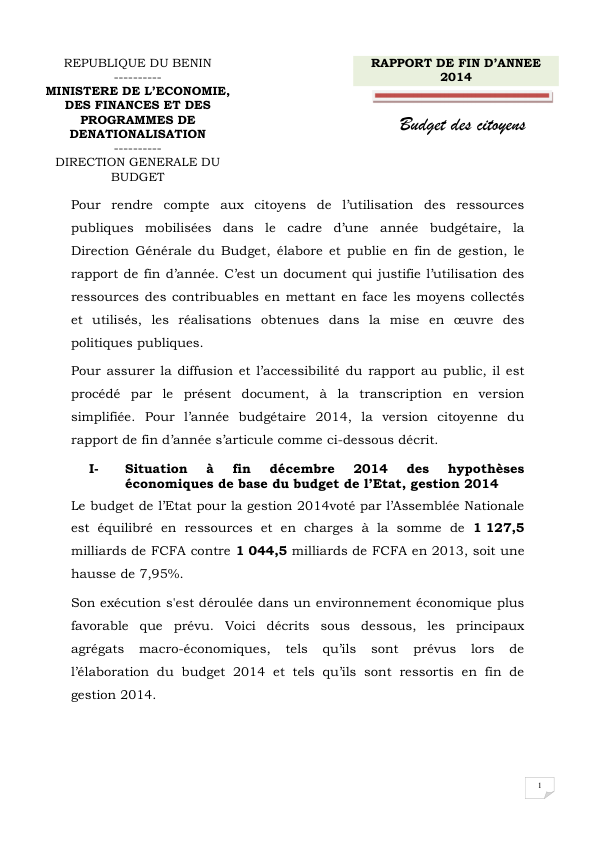 REPUBLIQUE DU BENIN
----------
MINISTERE DE L'ECONOMIE,
DES FINANCES ET DES
PROGRAMMES DE
DENATIONALISATION
----------
DIRECTION GENERALE DU
BUDGET
RAPPORT DE FIN D'ANNEE
2014
Budget des citoyens
Pour rendre compte aux citoyens de l'utilisation des ressources
publiques mobilisées dans le cadre d'une année budgétaire, la
Direction Générale du Budget, élabore et publie en fin de gestion, le
rapport de fin d'année. C'est un document qui justifie l'utilisation des
ressources des contribuables en mettant en face les moyens collectés
et utilisés, les réalisations obtenues dans la mise en œuvre des
politiques publiques.
Pour assurer la diffusion et l'accessibilité du rapport au public, il est
procédé par le présent document, à la transcription en version
simplifiée. Pour l'année budgétaire 2014, la version citoyenne du
rapport de fin d'année s'articule comme ci-dessous décrit.
I- Situation à fin décembre 2014 des hypothèses
économiques de base du budget de l'Etat, gestion 2014
Le budget de l'Etat pour la gestion 2014voté par l'Assemblée Nationale
est équilibré en ressources et en charges à la somme de 1 127,5
milliards de FCFA contre 1 044,5 milliards de FCFA en 2013, soit une
hausse de 7,95%.
Son exécution s'est déroulée dans un environnement économique plus
favorable que prévu. Voici décrits sous dessous, les principaux
agrégats macro-économiques, tels qu'ils sont prévus lors de
l'élaboration du budget 2014 et tels qu'ils sont ressortis en fin de
gestion 2014.
1